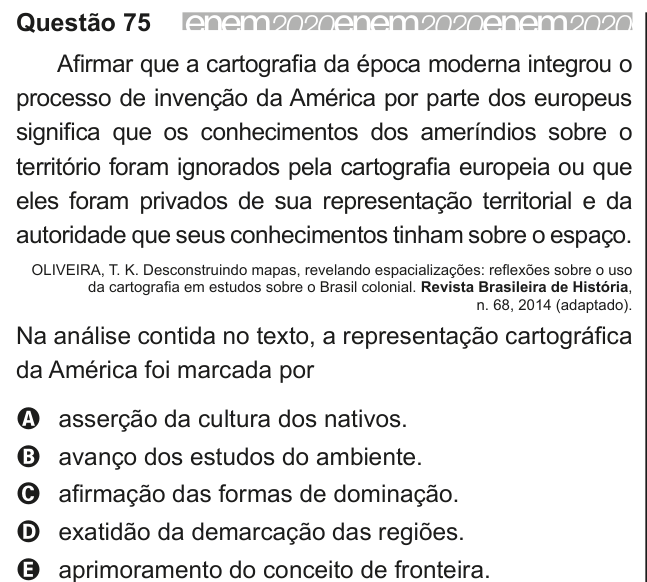 Questão 75 enem2020enem2020enem2020
Afirmar que a cartografia da época moderna integrou o
processo de invenção da América por parte dos europeus
significa que os conhecimentos dos ameríndios sobre o
território foram ignorados pela cartografia europeia ou que
eles foram privados de sua representação territorial e da
autoridade que seus conhecimentos tinham sobre o espaço.
OLIVEIRA, T. K. Desconstruindo mapas, revelando espacializações: reflexões sobre o uso
da cartografia em estudos sobre o Brasil colonial. Revista Brasileira de História,
n. 68, 2014 (adaptado).
Na análise contida no texto, a representação cartográfica
da América foi marcada por
A asserção da cultura dos nativos.
B avanço dos estudos do ambiente.
C afirmação das formas de dominação.
D exatidão da demarcação das regiões.
E aprimoramento do conceito de fronteira.